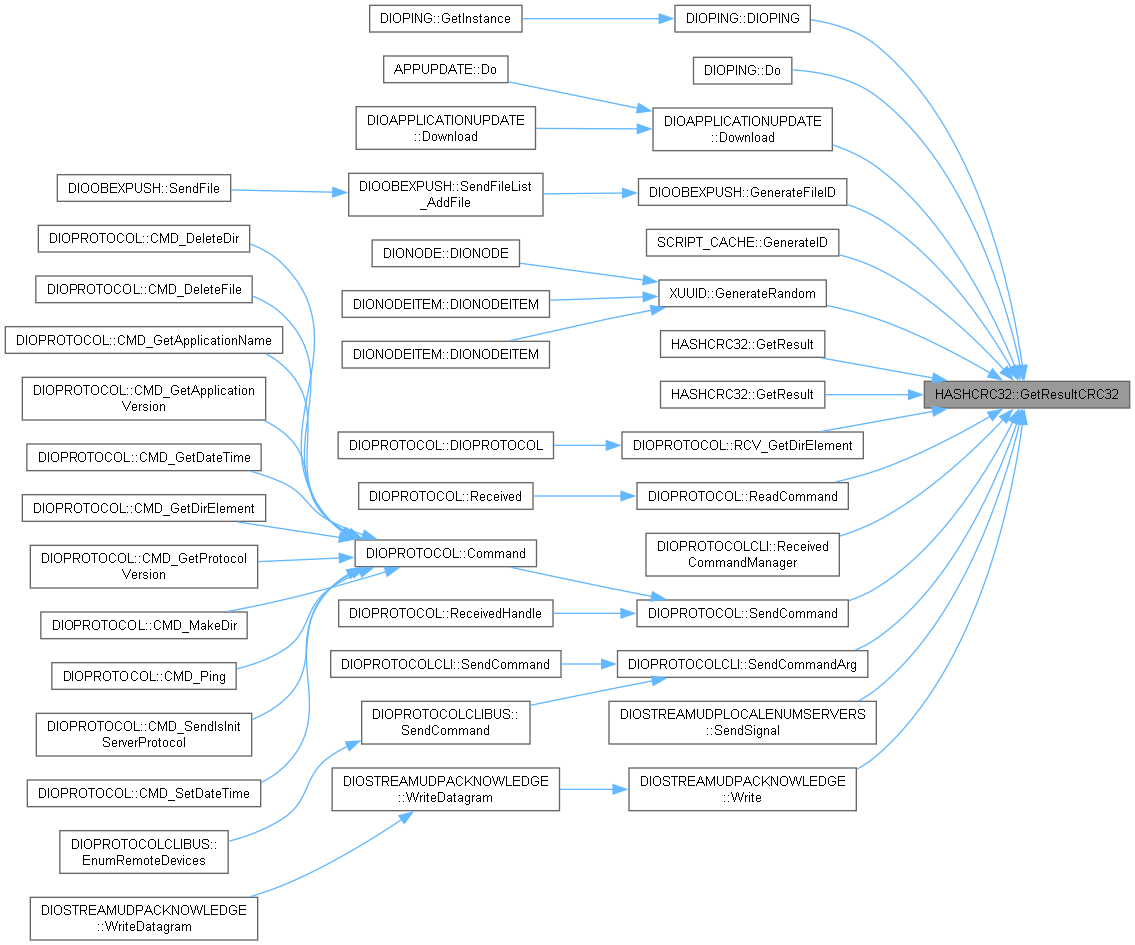 DIOPING::GetInstance
DIOPING::DIOPING
APPUPDATE::Do
DIOPING::Do
DIOAPPLICATIONUPDATE
::Download
DIOAPPLICATIONUPDATE
::Download
DIOOBEXPUSH::SendFile
DIOOBEXPUSH::SendFileList
_AddFile
DIOOBEXPUSH::GenerateFileID
DIOPROTOCOL::CMD_DeleteDir
DIONODE::DIONODE
SCRIPT_CACHE::GenerateID
DIOPROTOCOL::CMD_DeleteFile
DIONODEITEM::DIONODEITEM
XUUID::GenerateRandom
DIOPROTOCOL::CMD_GetApplicationName
DIONODEITEM::DIONODEITEM
HASHCRC32::GetResult
DIOPROTOCOL::CMD_GetApplication
Version
HASHCRC32::GetResult
HASHCRC32::GetResultCRC32
DIOPROTOCOL::CMD_GetDateTime
DIOPROTOCOL::DIOPROTOCOL
DIOPROTOCOL::RCV_GetDirElement
DIOPROTOCOL::CMD_GetDirElement
DIOPROTOCOL::Received
DIOPROTOCOL::ReadCommand
DIOPROTOCOL::CMD_GetProtocol
Version
DIOPROTOCOL::Command
DIOPROTOCOLCLI::Received
CommandManager
DIOPROTOCOL::CMD_MakeDir
DIOPROTOCOL::ReceivedHandle
DIOPROTOCOL::SendCommand
DIOPROTOCOL::CMD_Ping
DIOPROTOCOLCLI::SendCommand
DIOPROTOCOLCLI::SendCommandArg
DIOPROTOCOL::CMD_SendIsInit
ServerProtocol
DIOPROTOCOLCLIBUS::
SendCommand
DIOSTREAMUDPLOCALENUMSERVERS
::SendSignal
DIOPROTOCOL::CMD_SetDateTime
DIOSTREAMUDPACKNOWLEDGE
::WriteDatagram
DIOSTREAMUDPACKNOWLEDGE
::Write
DIOPROTOCOLCLIBUS::
EnumRemoteDevices
DIOSTREAMUDPACKNOWLEDGE
::WriteDatagram